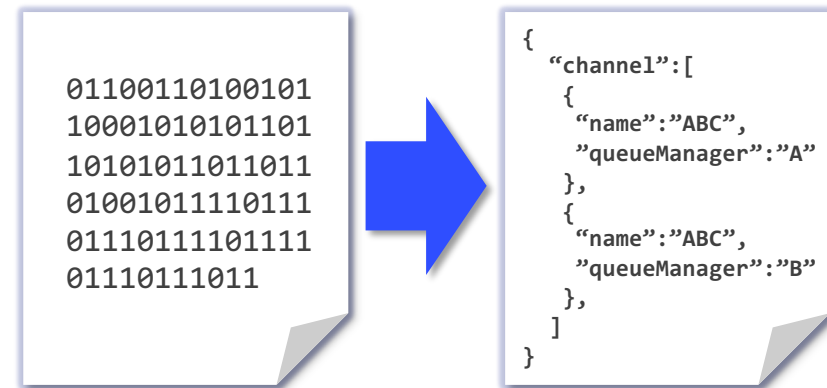 01100110100101
10001010101101
10101011011011
01001011110111
01110111101111
01110111011
{
“channel”:[
{
“name”:”ABC”,
”queueManager”:”A”
},
{
“name”:”ABC”,
”queueManager”:”B”
},
]
}